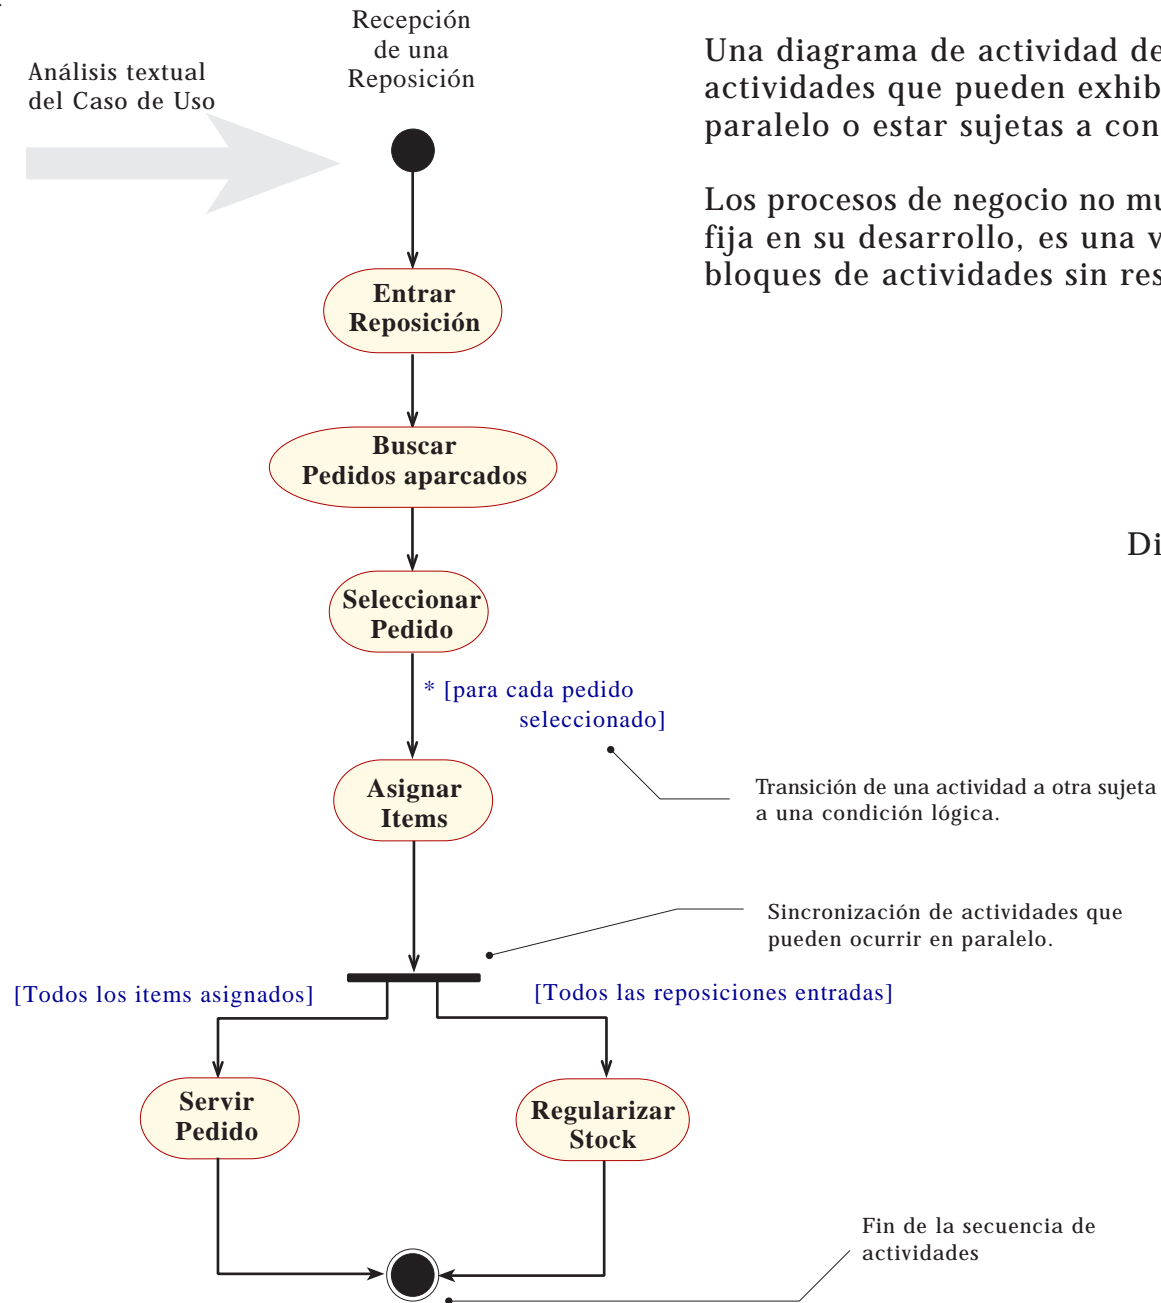 Recepción
de una
Reposición
Análisis textual
del Caso de Uso
Una diagrama de actividad de
actividades que pueden exhib
paralelo o estar sujetas a con
Los procesos de negocio no mu
fija en su desarrollo, es una v
bloques de actividades sin res
Entrar
Reposición
Buscar
Pedidos aparcados
Di
Seleccionar
Pedido
* [para cada pedido
seleccionado]
Asignar
Items
Transición de una actividad a otra sujeta
a una condición lógica.
Sincronización de actividades que
pueden ocurrir en paralelo.
[Todos los items asignados]
[Todos las reposiciones entradas]
Servir
Pedido
Regularizar
Stock
Fin de la secuencia de
actividades